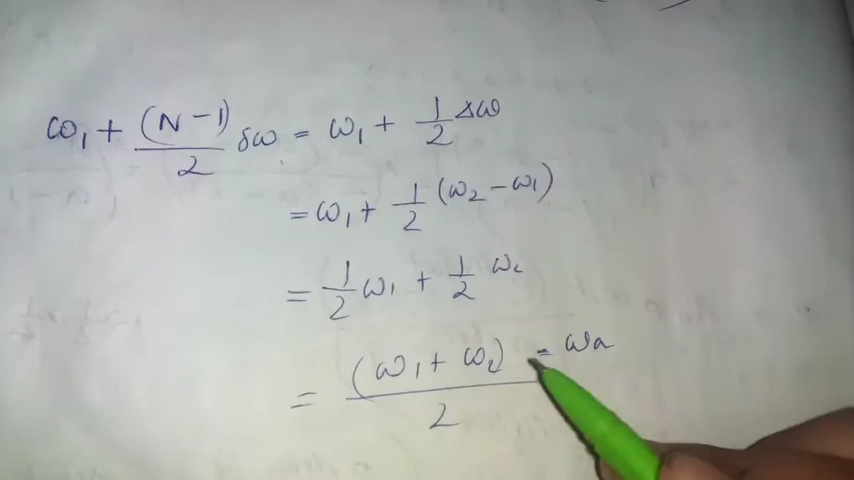 ω₁ + (N - 1)/2 δω = ω₁ + 1/2 Δω
= ω₁ + 1/2 (ω₂ - ω₁)
= 1/2 ω₁ + 1/2 ω₂
= (ω₁ + ω₂)/2 = ωa